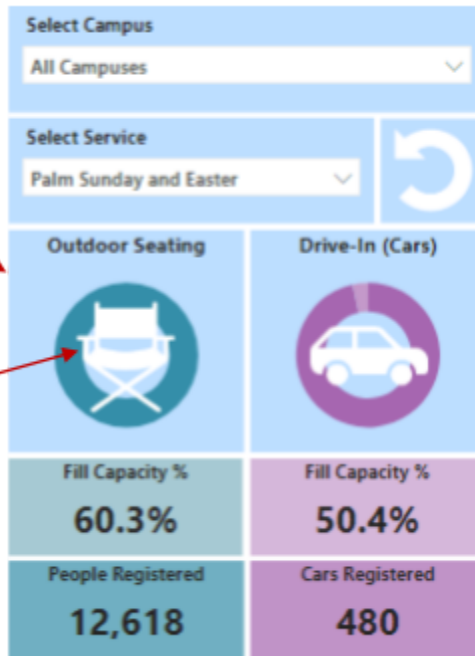 Select Campus
All Campuses
Select Service
Palm Sunday and Easter
Outdoor Seating
Drive-In (Cars)
Fill Capacity %
60.3%
Fill Capacity %
50.4%
People Registered
12,618
Cars Registered
480